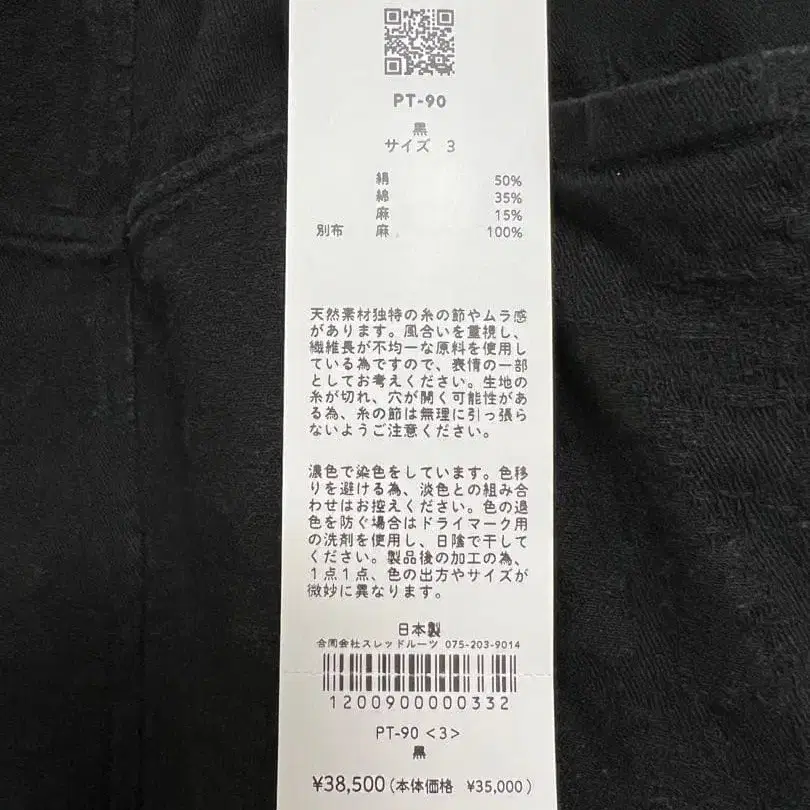 PT-90
黒
サイズ 3
絹 50%
綿 35%
麻 15%
別布 麻 100%
天然素材独特の糸の節やムラ感
があります。風合いを重視し、
繊維長が不均一な原料を使用し
ている為ですので、表情の一部
としてお考えください。生地の
糸が切れ、穴が開く可能性があ
る為、糸の節は無理に引っ張ら
ないようご注意ください。
濃色で染色をしています。色移
りを避ける為、淡色との組み合
わせはお控えください。色の退
色を防ぐ場合はドライマーク用
の洗剤を使用し、日陰で干して
ください。製品後の加工の為、
1点1点、色の出方やサイズが
微妙に異なります。
日本製
合同会社スレッドルーツ 075-203-9014
1200900000332
PT-90 <3>
黒
¥38,500(本体価格 ¥35,000)